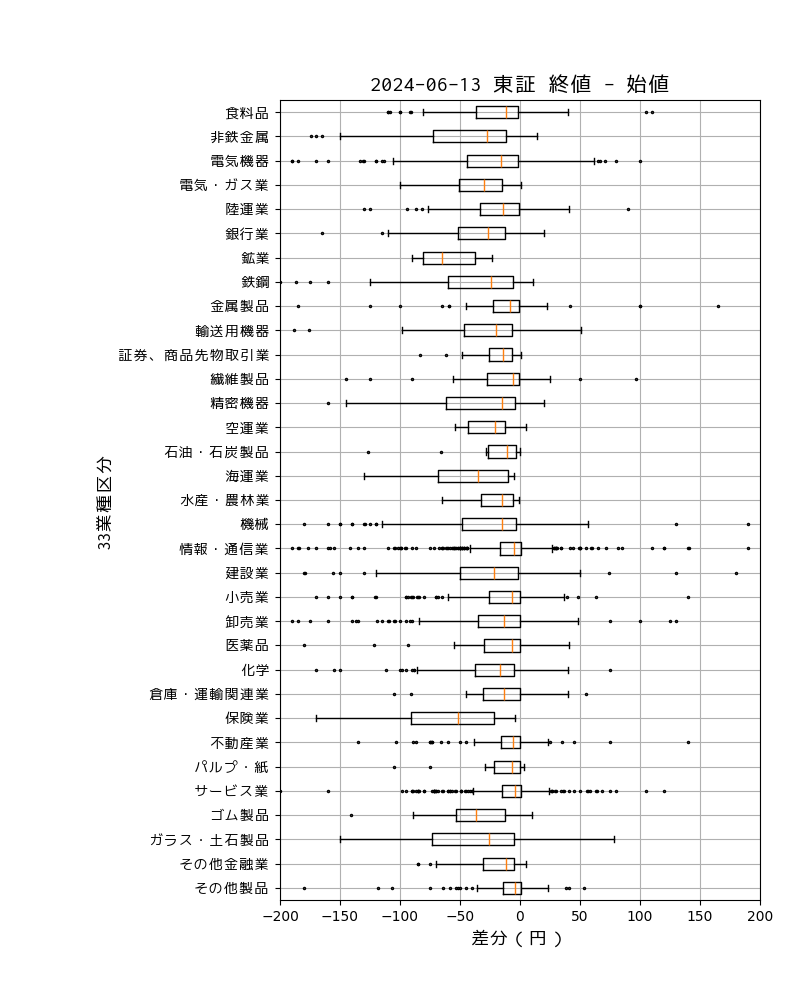 2024-06-13 東証 終値 - 始値
食料品
非鉄金属
電気機器
電気・ガス業
陸運業
銀行業
鉱業
鉄鋼
金属製品
輸送用機器
証券、商品先物取引業
繊維製品
精密機器
空運業
石油・石炭製品
海運業
水産・農林業
機械
情報・通信業
建設業
小売業
卸売業
医薬品
化学
倉庫・運輸関連業
保険業
不動産業
パルプ・紙
サービス業
ゴム製品
ガラス・土石製品
その他金融業
その他製品
33業種区分
−200 −150 −100 −50 0 50 100 150 200
差分(円)